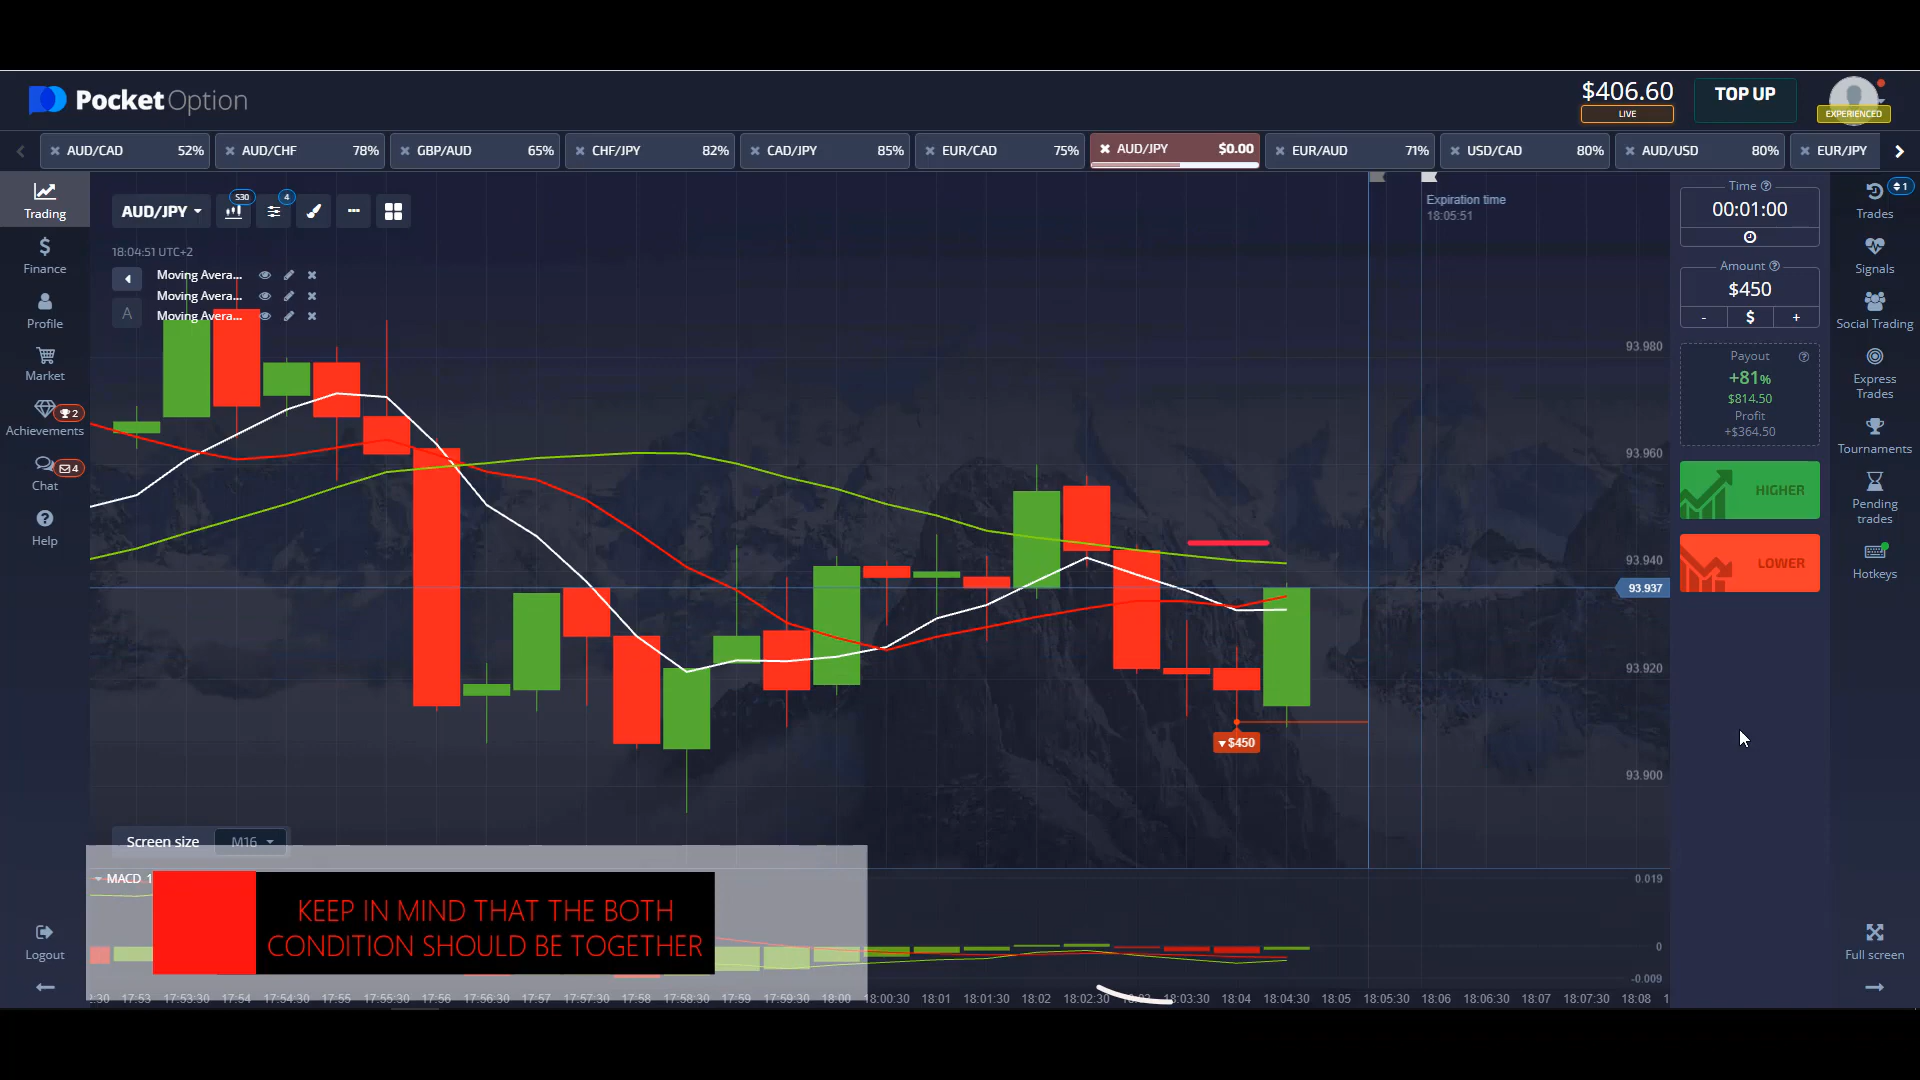 PocketOption
$406.60
LIVE
TOP UP
EXPERIENCED
AUD/CAD 52%
AUD/CHF 78%
GBP/AUD 65%
CHF/JPY 82%
CAD/JPY 85%
EUR/CAD 75%
AUD/JPY $0.00
EUR/AUD 71%
USD/CAD 80%
AUD/USD 80%
EUR/JPY
Trading
Finance
Profile
Market
Achievements 2
Chat 4
Help
Logout
AUD/JPY
S30
4
18:04:51 UTC+2
Moving Avera...
Moving Avera...
Moving Avera...
A
Expiration time
18:05:51
93.980
93.960
93.940
93.937
93.920
93.900
$450
Screen size M16
MACD 1
KEEP IN MIND THAT THE BOTH
CONDITION SHOULD BE TOGETHER
0.019
0
-0.009
:30 17:53 17:53:30 17:54 17:54:30 17:55 17:55:30 17:56 17:56:30 17:57 17:57:30 17:58 17:58:30 17:59 17:59:30 18:00 18:00:30 18:01 18:01:30 18:02 18:02:30 18:03:30 18:04 18:04:30 18:05 18:05:30 18:06 18:06:30 18:07 18:07:30 18:08 1
Time
00:01:00
Amount
$450
- $ +
Payout
+81%
$814.50
Profit
+$364.50
HIGHER
LOWER
1
Trades
Signals
Social Trading
Express
Trades
Tournaments
Pending
trades
Hotkeys
Full screen